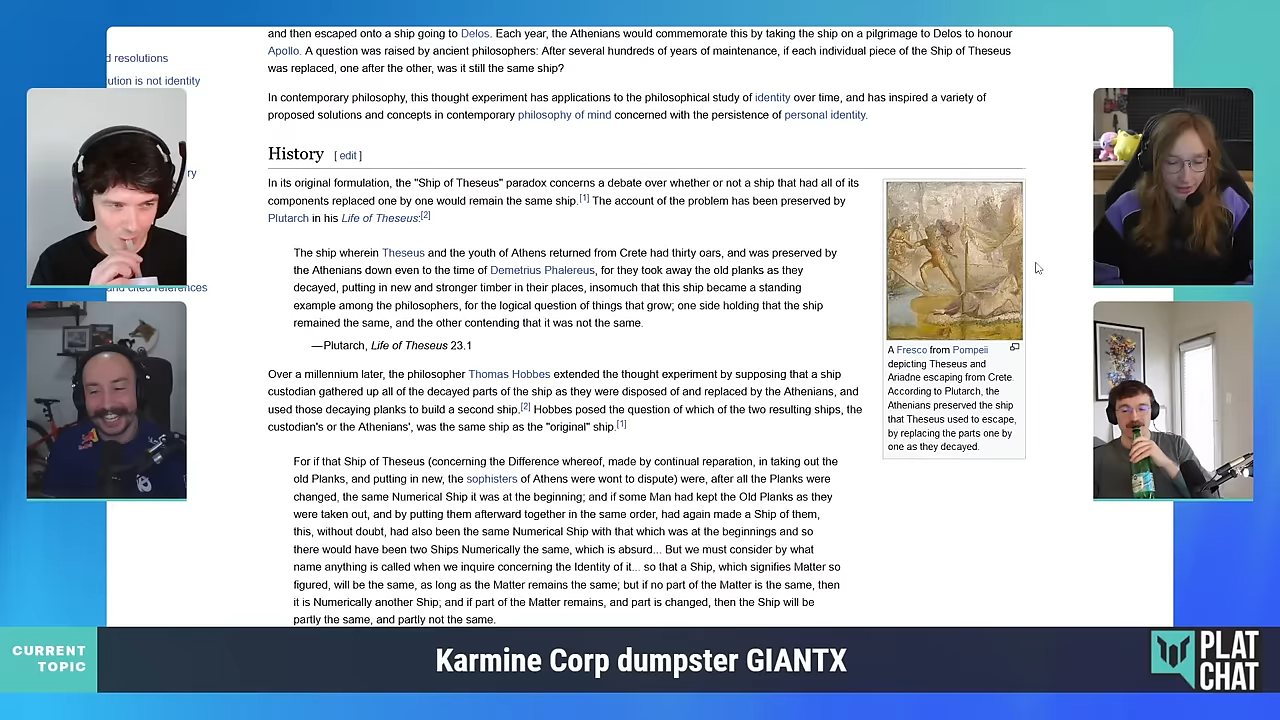 and then escaped onto a ship going to Delos. Each year, the Athenians would commemorate this by taking the ship on a pilgrimage to Delos to honour
Apollo. A question was raised by ancient philosophers: After several hundreds of years of maintenance, if each individual piece of the Ship of Theseus
was replaced, one after the other, was it still the same ship?
In contemporary philosophy, this thought experiment has applications to the philosophical study of identity over time, and has inspired a variety of
proposed solutions and concepts in contemporary philosophy of mind concerned with the persistence of personal identity.
d resolutions
ution is not identity
ry
and cited references
History [ edit ]
In its original formulation, the "Ship of Theseus" paradox concerns a debate over whether or not a ship that had all of its
components replaced one by one would remain the same ship.[1] The account of the problem has been preserved by
Plutarch in his Life of Theseus:[2]
The ship wherein Theseus and the youth of Athens returned from Crete had thirty oars, and was preserved by
the Athenians down even to the time of Demetrius Phalereus, for they took away the old planks as they
decayed, putting in new and stronger timber in their places, insomuch that this ship became a standing
example among the philosophers, for the logical question of things that grow; one side holding that the ship
remained the same, and the other contending that it was not the same.
—Plutarch, Life of Theseus 23.1
Over a millennium later, the philosopher Thomas Hobbes extended the thought experiment by supposing that a ship
custodian gathered up all of the decayed parts of the ship as they were disposed of and replaced by the Athenians, and
used those decaying planks to build a second ship.[2] Hobbes posed the question of which of the two resulting ships, the
custodian's or the Athenians', was the same ship as the "original" ship.[1]
For if that Ship of Theseus (concerning the Difference whereof, made by continual reparation, in taking out the
old Planks, and putting in new, the sophisters of Athens were wont to dispute) were, after all the Planks were
changed, the same Numerical Ship it was at the beginning; and if some Man had kept the Old Planks as they
were taken out, and by putting them afterward together in the same order, had again made a Ship of them,
this, without doubt, had also been the same Numerical Ship with that which was at the beginnings and so
there would have been two Ships Numerically the same, which is absurd... But we must consider by what
name anything is called when we inquire concerning the Identity of it... so that a Ship, which signifies Matter so
figured, will be the same, as long as the Matter remains the same; but if no part of the Matter is the same, then
it is Numerically another Ship; and if part of the Matter remains, and part is changed, then the Ship will be
partly the same, and partly not the same.
A Fresco from Pompeii
depicting Theseus and
Ariadne escaping from Crete.
According to Plutarch, the
Athenians preserved the ship
that Theseus used to escape,
by replacing the parts one by
one as they decayed.
CURRENT
TOPIC
Karmine Corp dumpster GIANTX
PLAT
CHAT